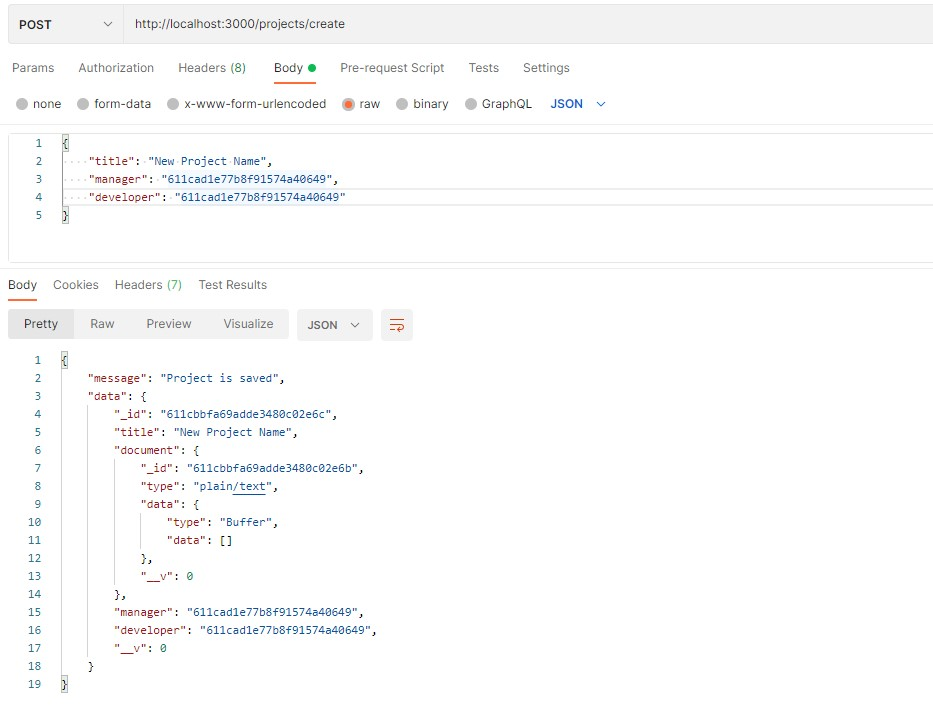 POST http://localhost:3000/projects/create
Params Authorization Headers (8) Body Pre-request Script Tests Settings
none form-data x-www-form-urlencoded raw binary GraphQL JSON
1 {
2 "title": "New Project Name",
3 "manager": "611cad1e77b8f91574a40649",
4 "developer": "611cad1e77b8f91574a40649"
5 }
Body Cookies Headers (7) Test Results
Pretty Raw Preview Visualize JSON
1 {
2 "message": "Project is saved",
3 "data": {
4 "_id": "611cbbfa69adde3480c02e6c",
5 "title": "New Project Name",
6 "document": {
7 "_id": "611cbbfa69adde3480c02e6b",
8 "type": "plain/text",
9 "data": {
10 "type": "Buffer",
11 "data": []
12 },
13 "__v": 0
14 },
15 "manager": "611cad1e77b8f91574a40649",
16 "developer": "611cad1e77b8f91574a40649",
17 "__v": 0
18 }
19 }